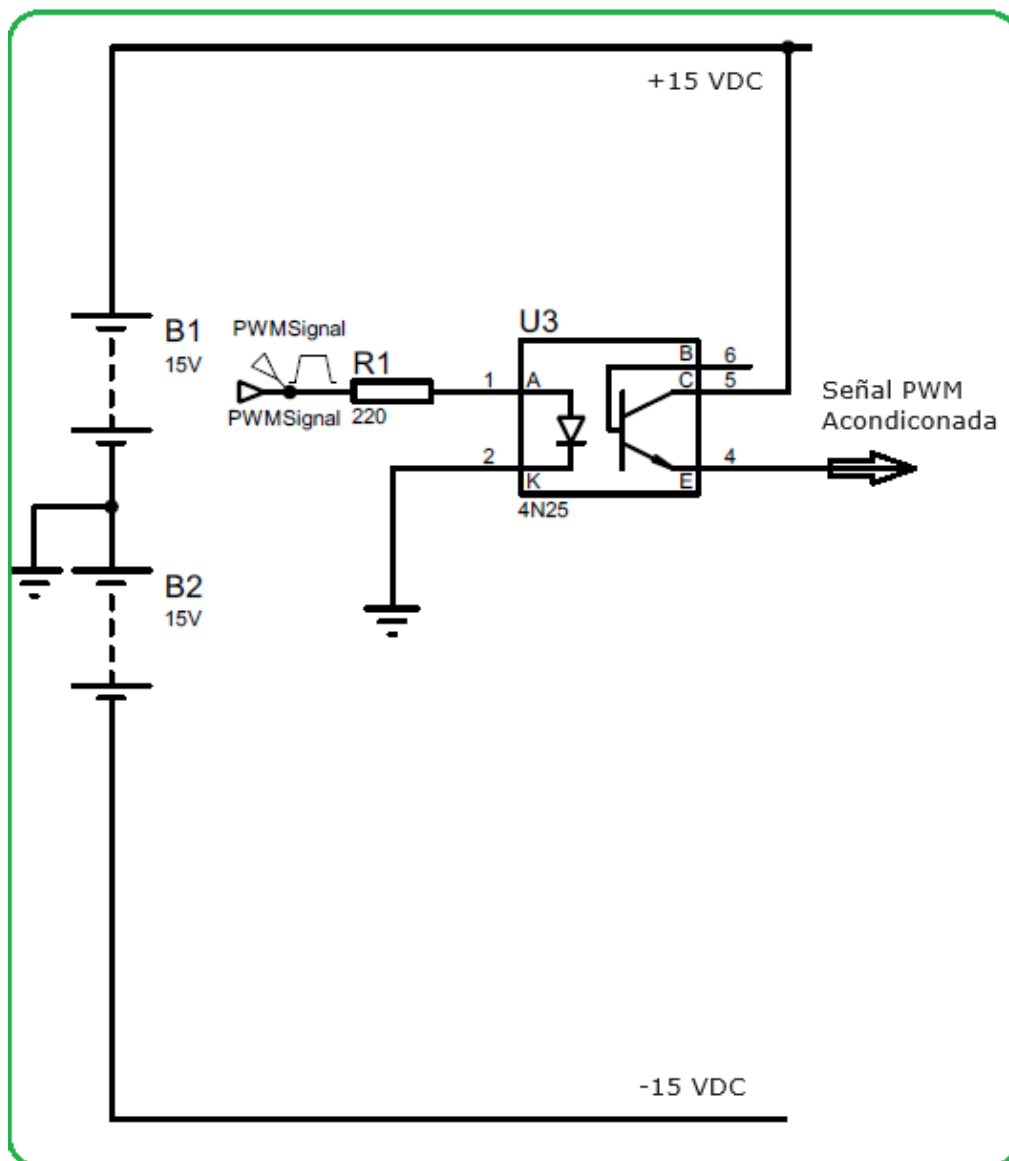 +15 VDC
B1
15V
PWMSignal
PWMSignal
R1
220
U3
1
A
2
K
4N25
B
6
C
5
E
4
Señal PWM
Acondiconada
B2
15V
-15 VDC